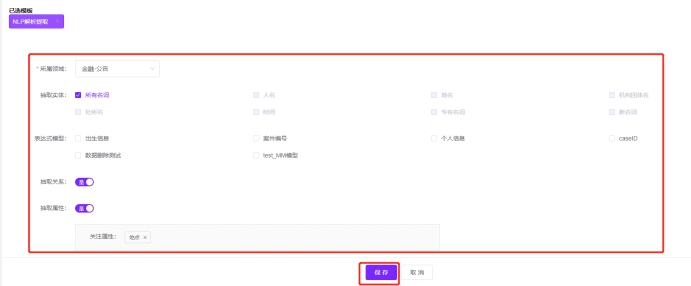 已选模板
NLP解析提取
* 所属领域: 金融-公告
抽取实体: 所有名词 人名 地名 机构团体名
处所名 时间 专有名词 新名词
表达式模型: 出生信息 案件编号 个人信息 caseID
数据删除测试 test_MM模型
抽取关系: 是
抽取属性: 是
关注属性: 地点 ×
保存 取消